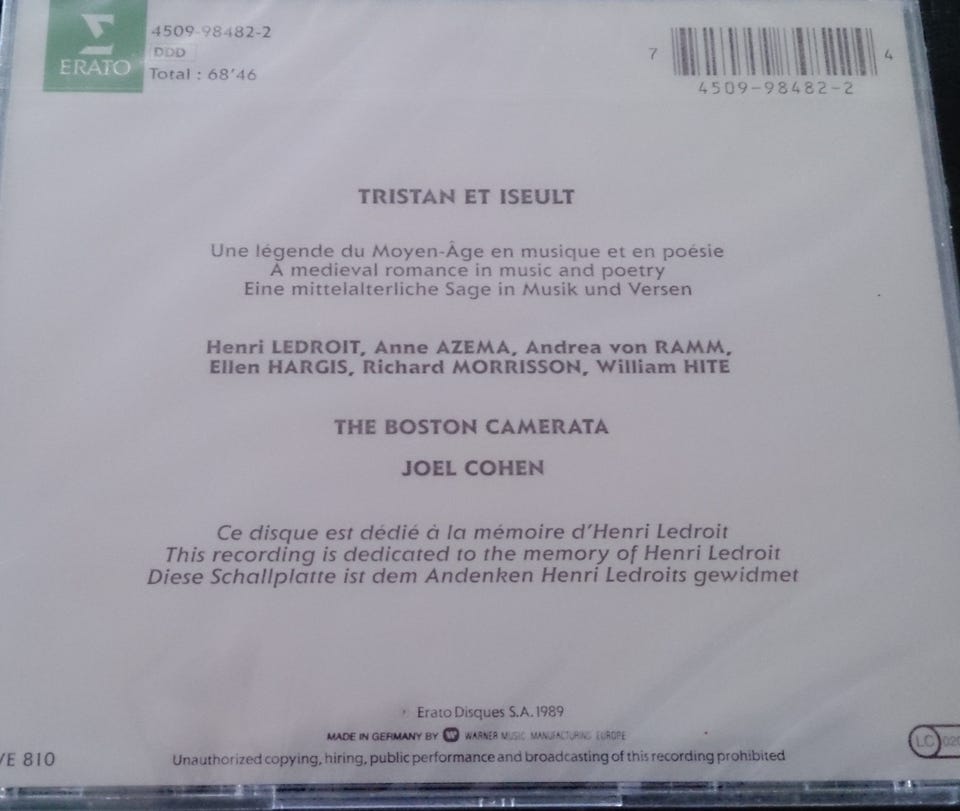 ERATO
4509-98482-2
DDD
Total : 68'46
7 4
4509-98482-2
TRISTAN ET ISEULT
Une légende du Moyen-Âge en musique et en poésie
A medieval romance in music and poetry
Eine mittelalterliche Sage in Musik und Versen
Henri LEDROIT, Anne AZEMA, Andrea von RAMM,
Ellen HARGIS, Richard MORRISSON, William HITE
THE BOSTON CAMERATA
JOEL COHEN
Ce disque est dédié à la mémoire d'Henri Ledroit
This recording is dedicated to the memory of Henri Ledroit
Diese Schallplatte ist dem Andenken Henri Ledroits gewidmet
Erato Disques S.A. 1989
MADE IN GERMANY BY WARNER MUSIC MANUFACTURING EUROPE
Unauthorized copying, hiring, public performance and broadcasting of this recording prohibited
VE 810
LC 020